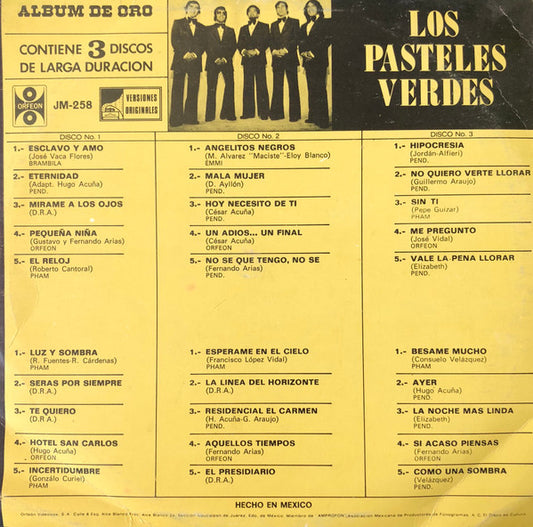 ALBUM DE ORO
CONTIENE 3 DISCOS
DE LARGA DURACION
ORFEON
JM-258
VERSIONES
ORIGINALES
LOS
PASTELES
VERDES
DISCO No. 1
1.- ESCLAVO Y AMO
(José Vaca Flores)
BRAMBILA
2.- ETERNIDAD
(Adapt. Hugo Acuña)
PEND.
3.- MIRAME A LOS OJOS
(D.R.A.)
4.- PEQUEÑA NIÑA
(Gustavo y Fernando Arias)
ORFEON
5.- EL RELOJ
(Roberto Cantoral)
PHAM
1.- LUZ Y SOMBRA
(R. Fuentes-R. Cárdenas)
PHAM
2.- SERAS POR SIEMPRE
(D.R.A.)
3.- TE QUIERO
(D.R.A.)
4.- HOTEL SAN CARLOS
(Hugo Acuña)
ORFEON
5.- INCERTIDUMBRE
(Gonzálo Curiel)
PHAM
DISCO No. 2
1.- ANGELITOS NEGROS
(M. Alvarez "Maciste"-Eloy Blanco)
EMMI
2.- MALA MUJER
(D. Ayllón)
PEND.
3.- HOY NECESITO DE TI
(César Acuña)
PEND.
4.- UN ADIOS... UN FINAL
(César Acuña)
ORFEON
5.- NO SE QUE TENGO, NO SE
(Fernando Arias)
PEND.
1.- ESPERAME EN EL CIELO
(Francisco López Vidal)
PHAM
2.- LA LINEA DEL HORIZONTE
(D.R.A.)
3.- RESIDENCIAL EL CARMEN
(H. Acuña-G. Araujo)
PEND.
4.- AQUELLOS TIEMPOS
(Fernando Arias)
ORFEON
5.- EL PRESIDIARIO
(D.R.A.)
DISCO No. 3
1.- HIPOCRESIA
(Jordán-Alfieri)
PEND.
2.- NO QUIERO VERTE LLORAR
(Guillermo Araujo)
PEND.
3.- SIN TI
(Pepe Guizar)
PHAM
4.- ME PREGUNTO
(José Vidal)
ORFEON
5.- VALE LA PENA LLORAR
(Elizabeth)
PEND.
1.- BESAME MUCHO
(Consuelo Velázquez)
PHAM
2.- AYER
(Hugo Acuña)
PEND.
3.- LA NOCHE MAS LINDA
(Elizabeth)
PEND.
4.- SI ACASO PIENSAS
(Fernando Arias)
ORFEON
5.- COMO UNA SOMBRA
(Velázquez)
PEND.
HECHO EN MEXICO